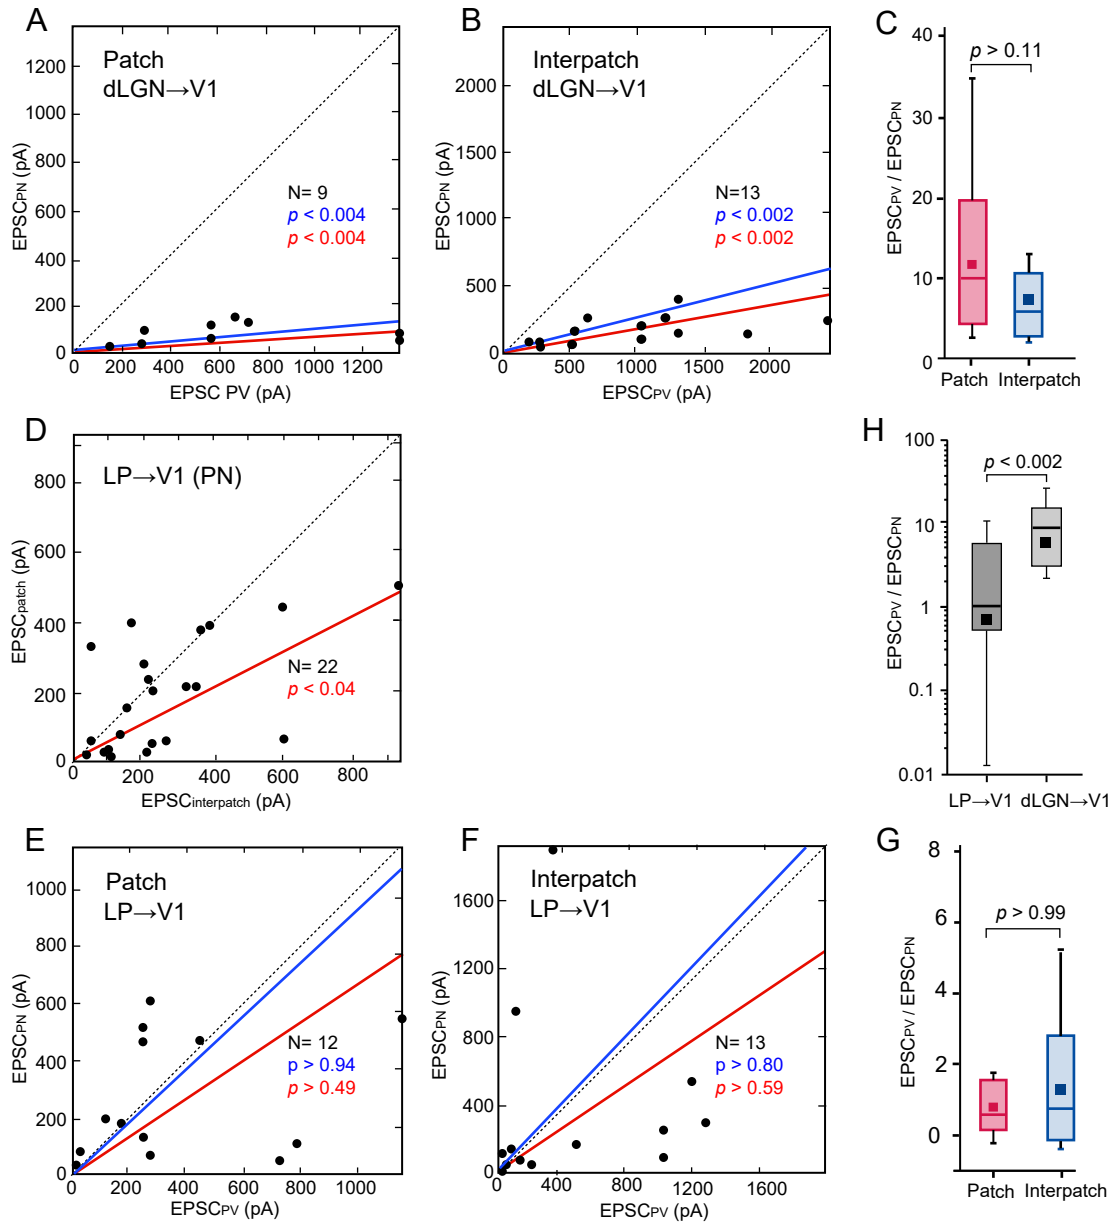 A
Patch
dLGN→V1
N= 9
p < 0.004
p < 0.004
EPSCPN (pA)
1200
1000
800
600
400
200
0
0 200 400 600 800 1000 1200
EPSC PV (pA)
B
Interpatch
dLGN→V1
N=13
p < 0.002
p < 0.002
EPSCPN (pA)
2000
1500
1000
500
0
0 500 1000 1500 2000
EPSCPV (pA)
C
p > 0.11
EPSCPV / EPSCPN
40
30
20
10
0
Patch Interpatch
D
LP→V1 (PN)
N= 22
p < 0.04
EPSCpatch (pA)
800
600
400
200
0
0 200 400 600 800
EPSCinterpatch (pA)
H
p < 0.002
EPSCPV / EPSCPN
100
10
1
0.1
0.01
LP→V1 dLGN→V1
E
Patch
LP→V1
N= 12
p > 0.94
p > 0.49
EPSCPN (pA)
1000
800
600
400
200
0
0 200 400 600 800 1000
EPSCPV (pA)
F
Interpatch
LP→V1
N= 13
p > 0.80
p > 0.59
EPSCPN (pA)
1600
1200
800
400
0
0 400 800 1200 1600
EPSCPV (pA)
G
p > 0.99
EPSCPV / EPSCPN
8
6
4
2
0
Patch Interpatch